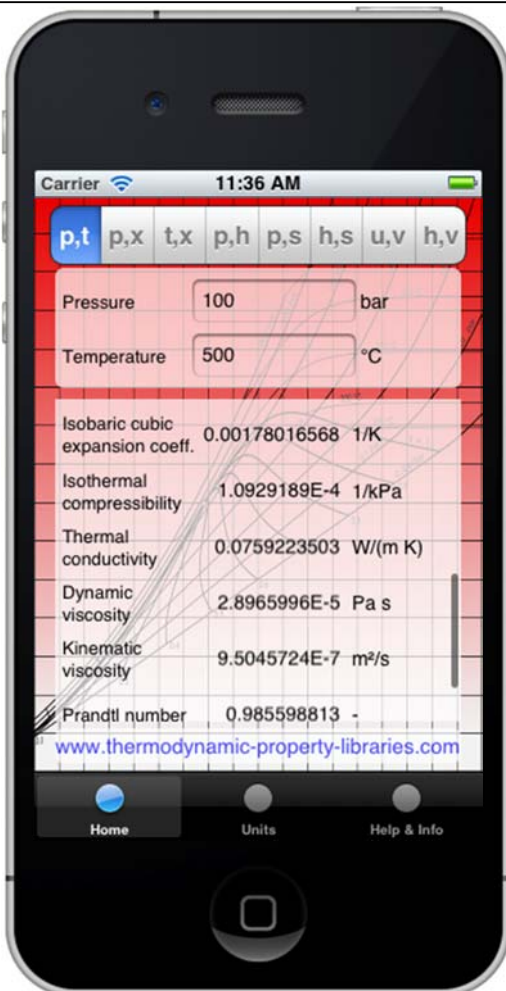 Carrier 11:36 AM
p,t p,x t,x p,h p,s h,s u,v h,v
Pressure 100 bar
Temperature 500 °C
Isobaric cubic
expansion coeff. 0.00178016568 1/K
Isothermal
compressibility 1.0929189E-4 1/kPa
Thermal
conductivity 0.0759223503 W/(m K)
Dynamic
viscosity 2.8965996E-5 Pa s
Kinematic
viscosity 9.5045724E-7 m²/s
Prandtl number 0.985598813 -
www.thermodynamic-property-libraries.com
Home Units Help & Info